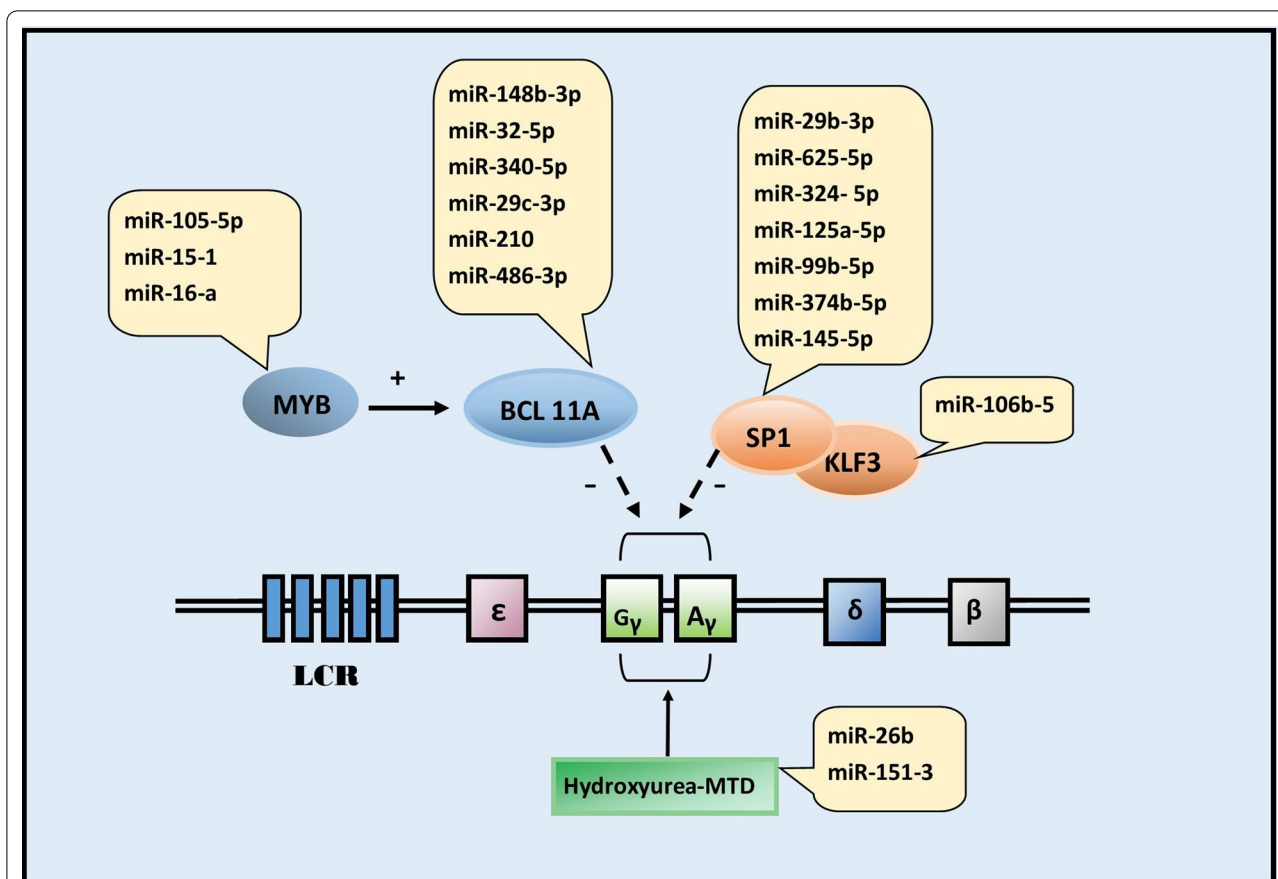 miR-148b-3p
miR-32-5p
miR-340-5p
miR-29c-3p
miR-210
miR-486-3p
miR-29b-3p
miR-625-5p
miR-324- 5p
miR-125a-5p
miR-99b-5p
miR-374b-5p
miR-145-5p
miR-105-5p
miR-15-1
miR-16-a
MYB
+
BCL 11A
SP1
KLF3
miR-106b-5
–
–
ε
Gγ
Aγ
δ
β
LCR
Hydroxyurea-MTD
miR-26b
miR-151-3